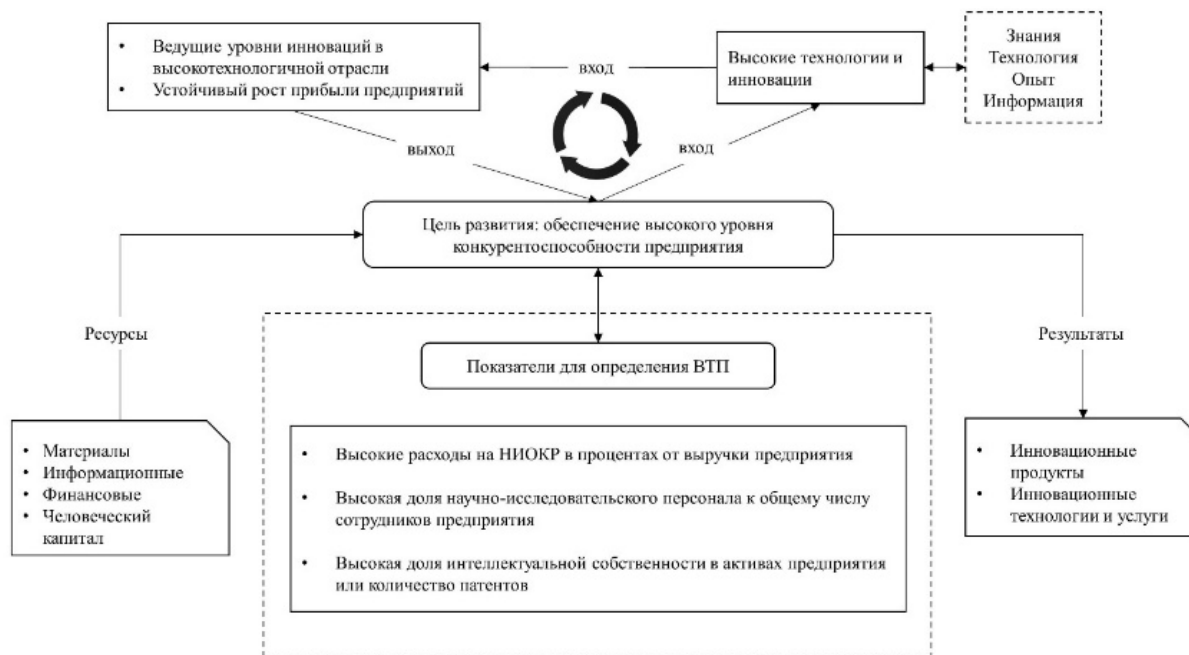 • Ведущие уровни инноваций в
высокотехнологичной отрасли
• Устойчивый рост прибыли предприятий
вход
Высокие технологии и
инновации
Знания
Технология
Опыт
Информация
выход
вход
Цель развития: обеспечение высокого уровня
конкурентоспособности предприятия
Ресурсы
Результаты
Показатели для определения ВТП
• Материалы
• Информационные
• Финансовые
• Человеческий
капитал
• Высокие расходы на НИОКР в процентах от выручки предприятия
• Высокая доля научно-исследовательского персонала к общему числу
сотрудников предприятия
• Высокая доля интеллектуальной собственности в активах предприятия
или количество патентов
• Инновационные
продукты
• Инновационные
технологии и услуги